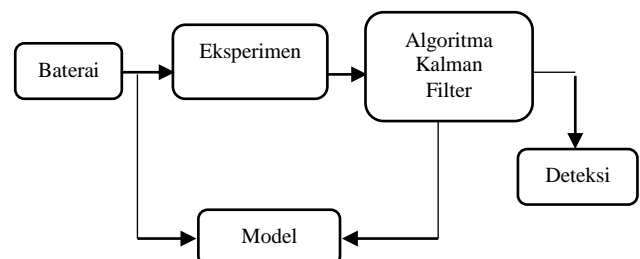 Baterai
Eksperimen
Algoritma
Kalman
Filter
Deteksi
Model